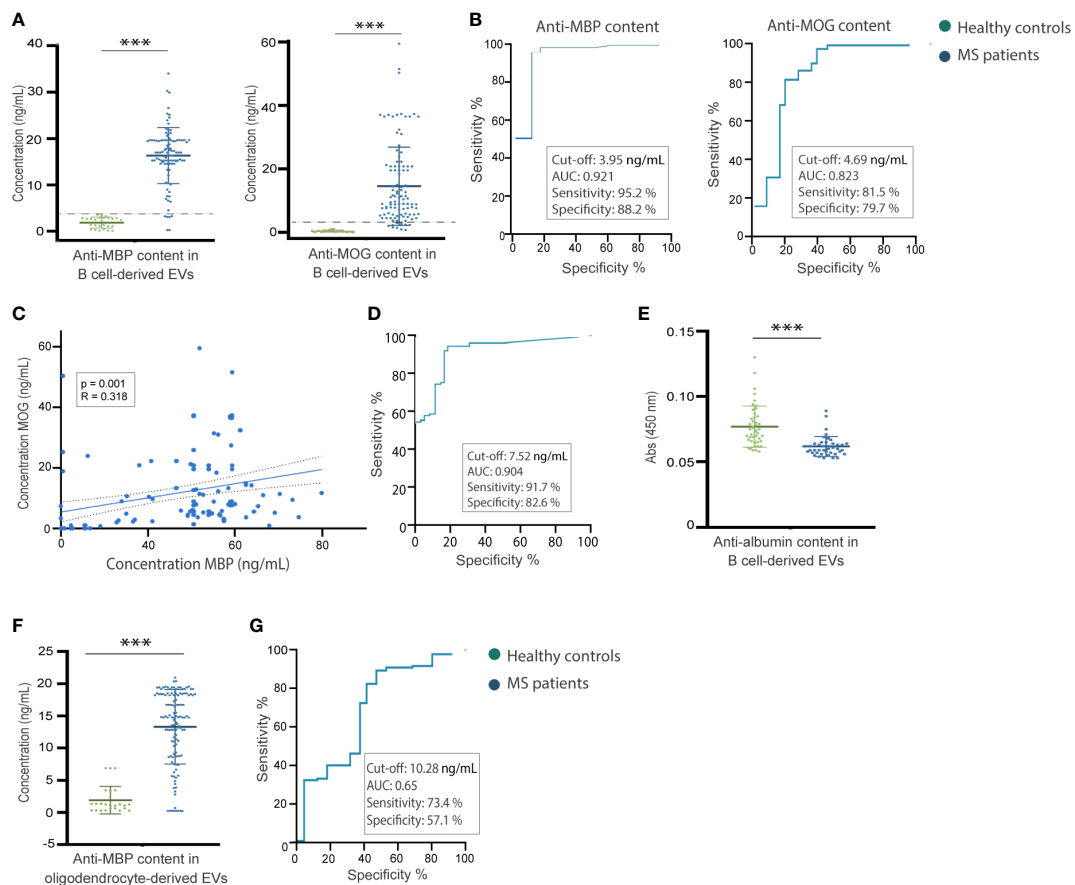 A
***
40
30
20
10
0
Concentration (ng/mL)
Anti-MBP content in
B cell-derived EVs
***
60
40
20
0
Concentration (ng/mL)
Anti-MOG content in
B cell-derived EVs
B
Anti-MBP content
100
80
60
40
20
Sensitivity %
Cut-off: 3.95 ng/mL
AUC: 0.921
Sensitivity: 95.2 %
Specificity: 88.2 %
0 20 40 60 80 100
Specificity %
Anti-MOG content
100
80
60
40
20
0
Sensitivity %
Cut-off: 4.69 ng/mL
AUC: 0.823
Sensitivity: 81.5 %
Specificity: 79.7 %
0 20 40 60 80 100
Specificity %
Healthy controls
MS patients
C
60
40
20
0
Concentration MOG (ng/mL)
p = 0.001
R = 0.318
0 40 60 80
Concentration MBP (ng/mL)
D
100
80
60
40
20
0
Sensitivity %
Cut-off: 7.52 ng/mL
AUC: 0.904
Sensitivity: 91.7 %
Specificity: 82.6 %
0 20 40 60 80 100
Specificity %
E
***
0.15
0.10
0.05
0
Abs (450 nm)
Anti-albumin content in
B cell-derived EVs
F
***
25
20
15
10
5
0
-5
Concentration (ng/mL)
Anti-MBP content in
oligodendrocyte-derived EVs
G
100
80
60
40
20
0
Sensitivity %
Cut-off: 10.28 ng/mL
AUC: 0.65
Sensitivity: 73.4 %
Specificity: 57.1 %
0 20 40 60 80 100
Specificity %
Healthy controls
MS patients